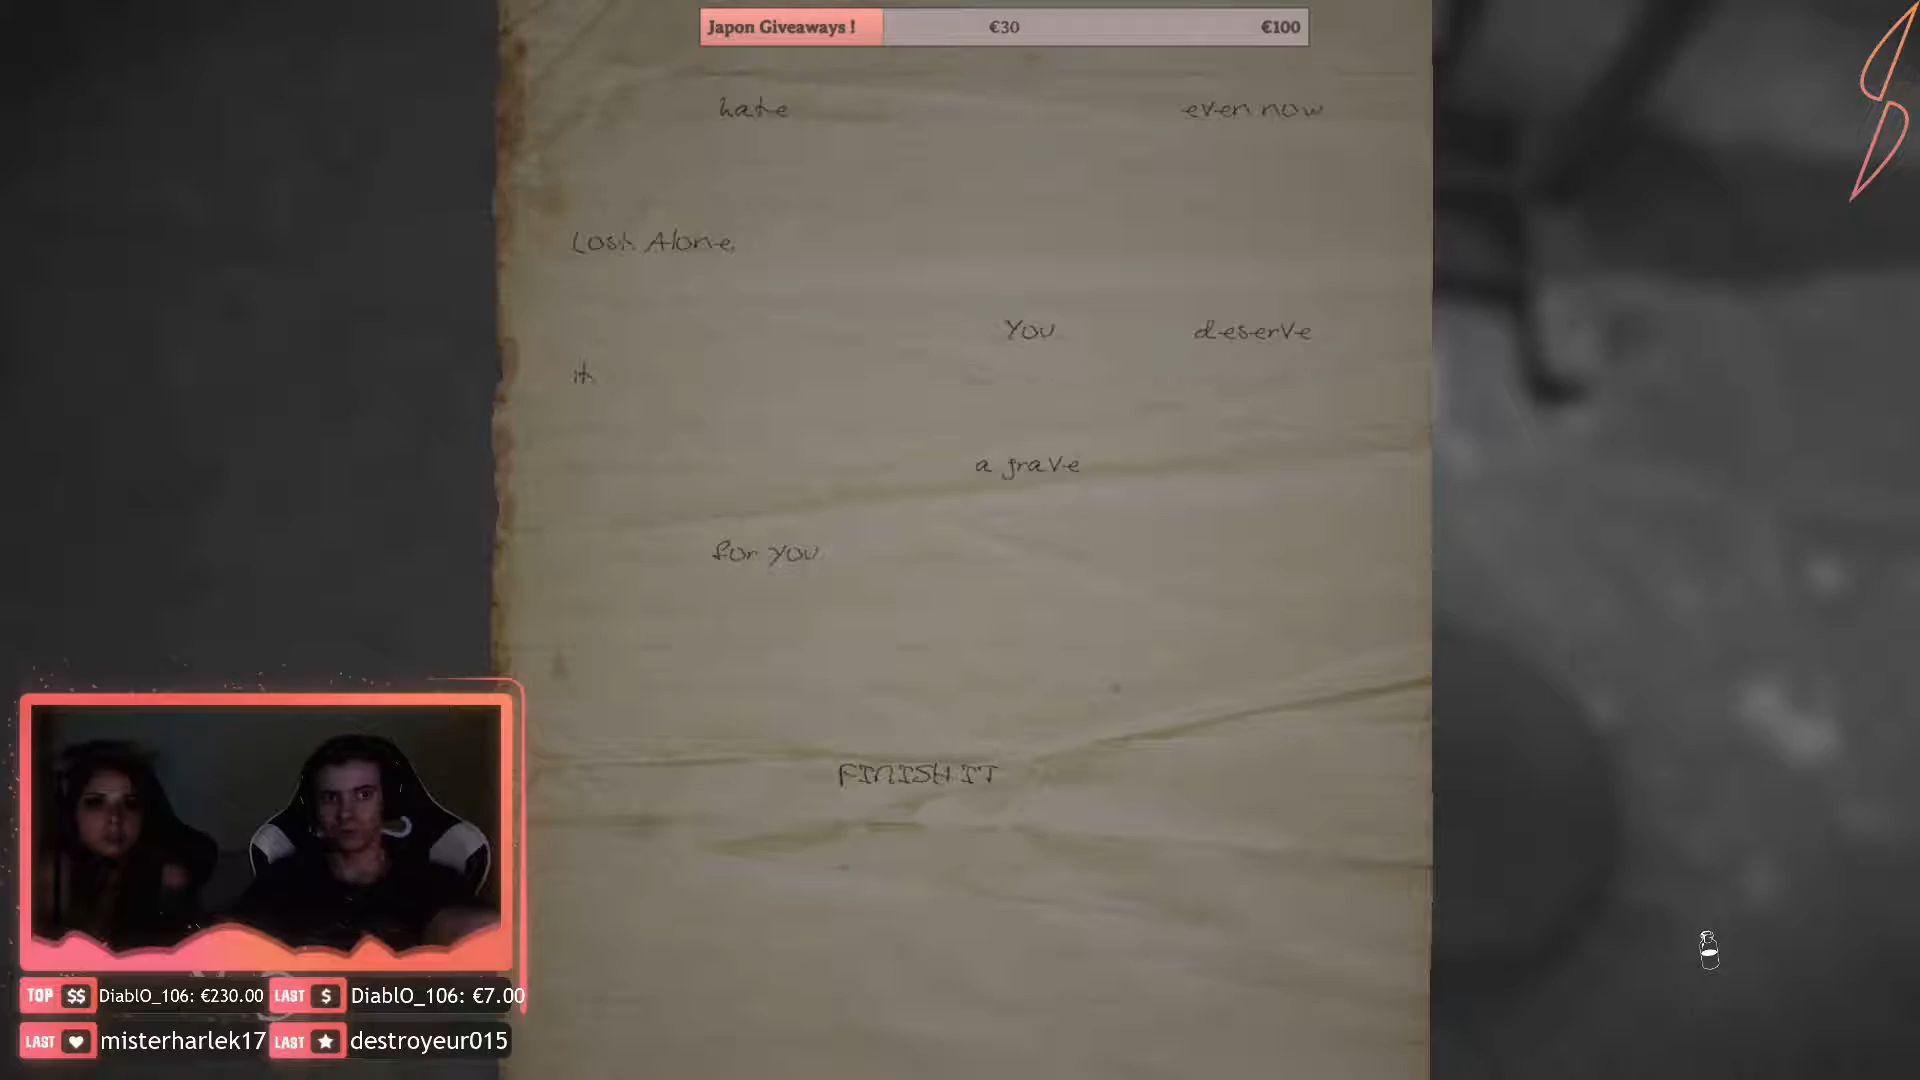 Japon Giveaways ! €30 €100
hate even now
Lost Alone
You deserve
it
a grave
for you
FINISH IT
TOP $$ DiablO_106: €230.00 LAST $ DiablO_106: €7.00
LAST misterharlek17 LAST destroyeur015